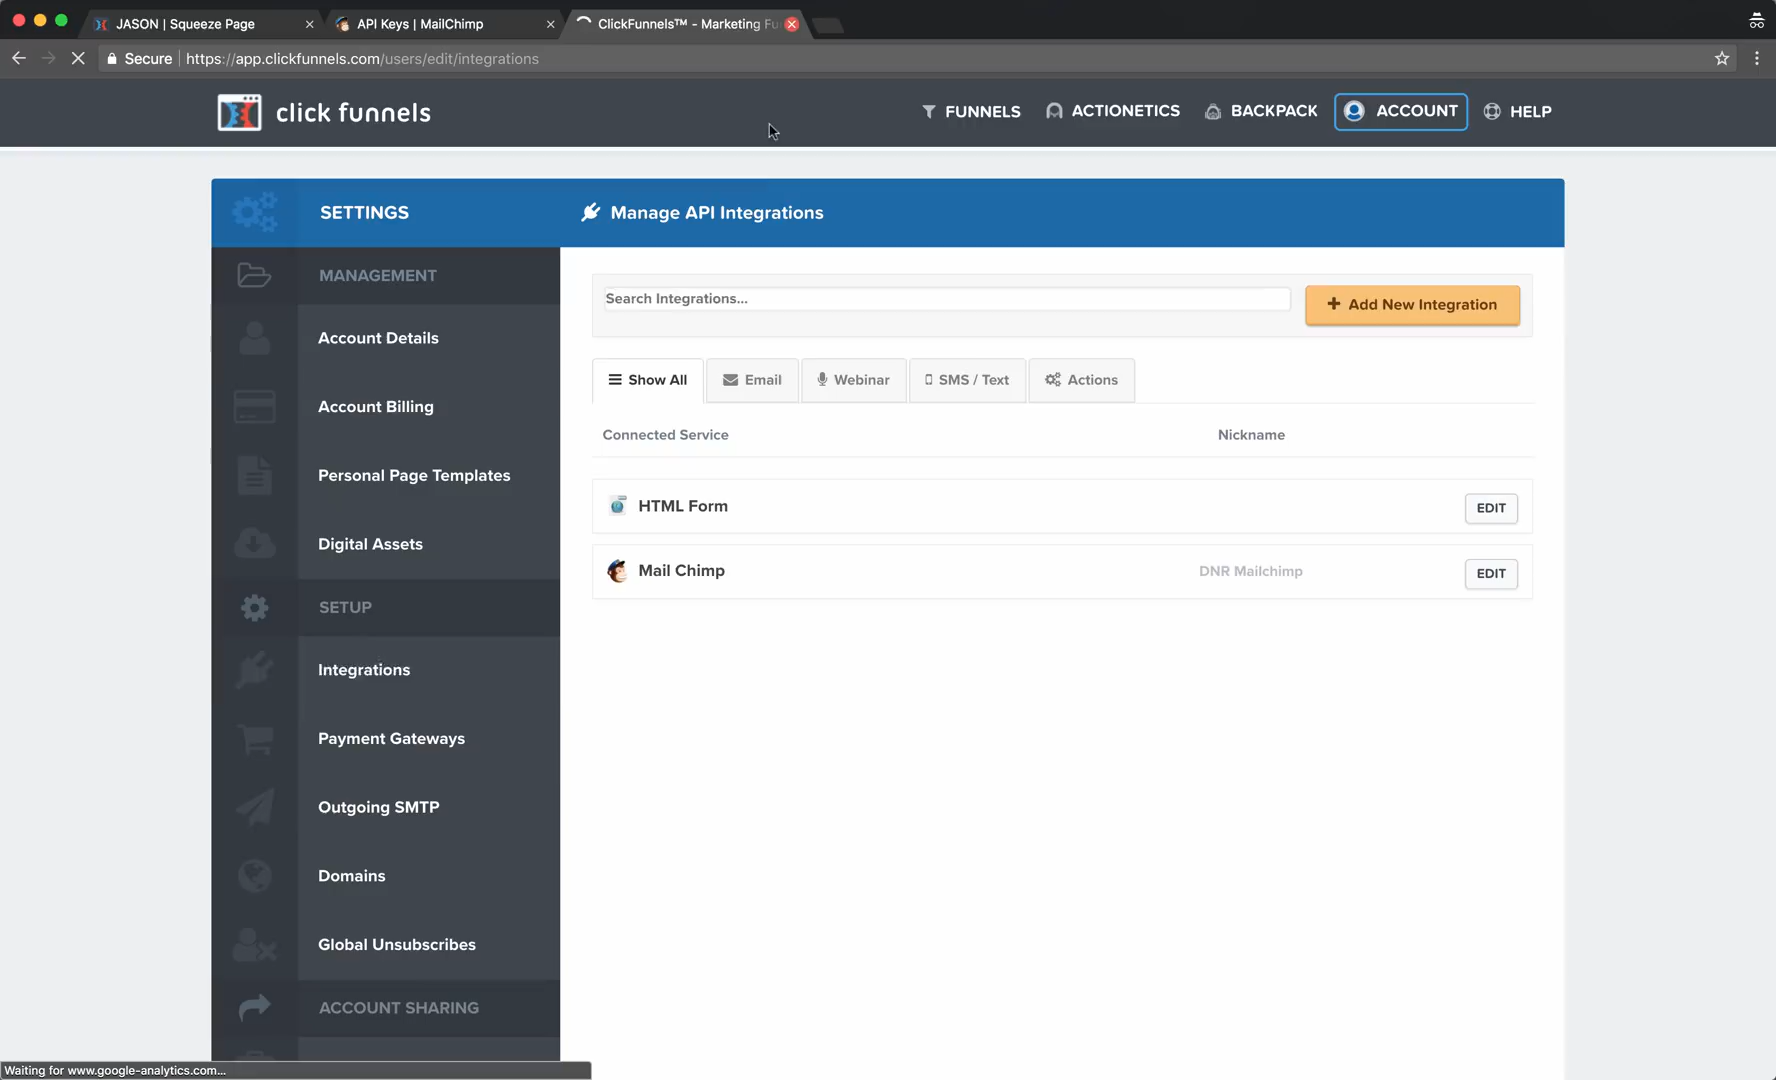 JASON | Squeeze Page
API Keys | MailChimp
ClickFunnels™ - Marketing Fu
Secure
https://app.clickfunnels.com/users/edit/integrations
click funnels
FUNNELS
ACTIONETICS
BACKPACK
ACCOUNT
HELP
SETTINGS
Manage API Integrations
MANAGEMENT
Account Details
Account Billing
Personal Page Templates
Digital Assets
SETUP
Integrations
Payment Gateways
Outgoing SMTP
Domains
Global Unsubscribes
ACCOUNT SHARING
Search Integrations...
+ Add New Integration
Show All
Email
Webinar
SMS / Text
Actions
Connected Service
Nickname
HTML Form
EDIT
Mail Chimp
DNR Mailchimp
EDIT
Waiting for www.google-analytics.com...